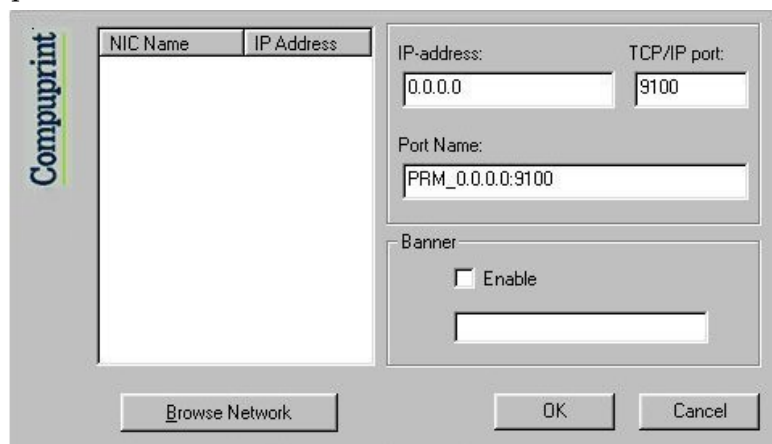 Compuprint
NIC Name IP Address
IP-address: TCP/IP port:
0.0.0.0 9100
Port Name:
PRM_0.0.0.0:9100
Banner
Enable
Browse Network OK Cancel